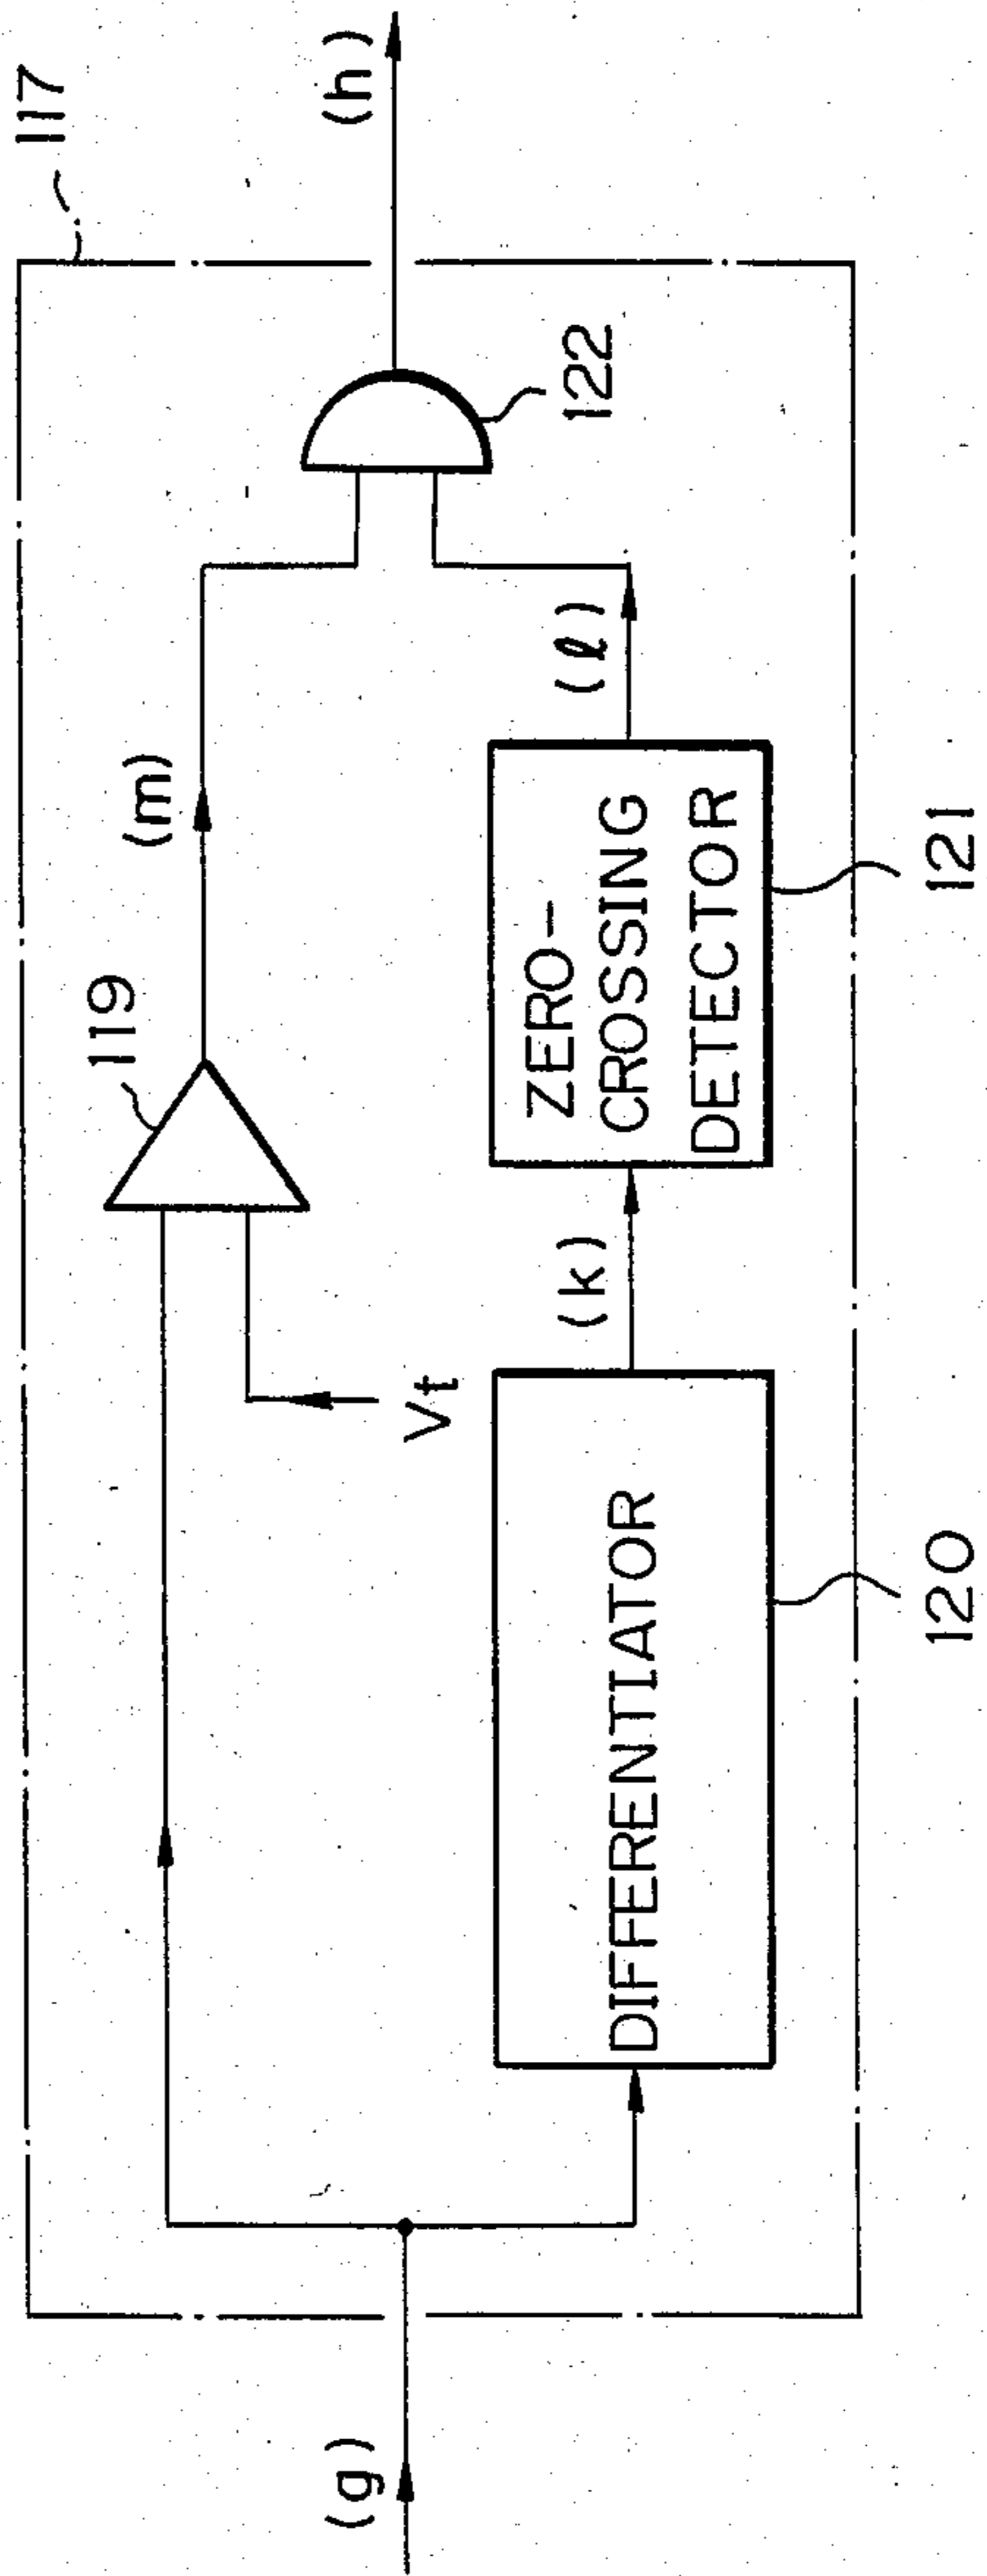 117
(g)
(h)
119
(m)
Vt
122
DIFFERENTIATOR
(k)
ZERO-
CROSSING
DETECTOR
(ℓ)
120
121